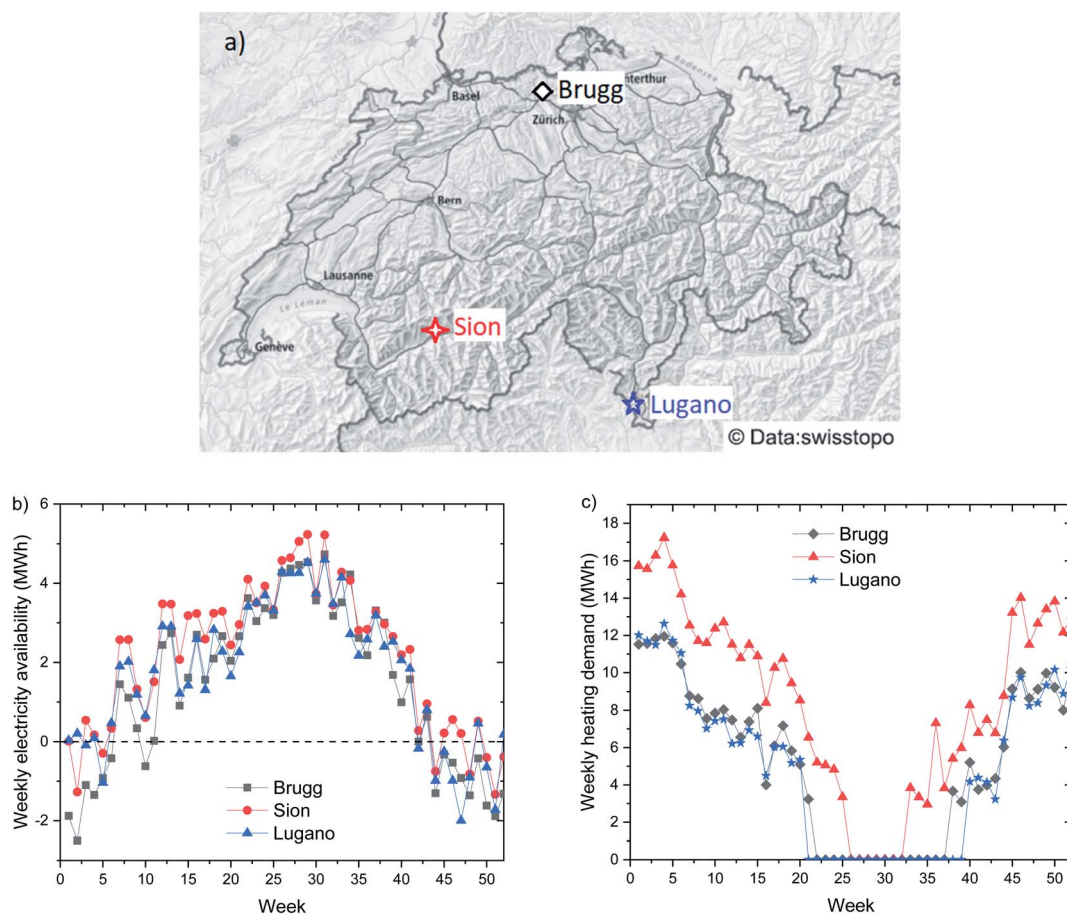 a)
Bodensee
nterthur
Basel
Brugg
Zürich
Bern
Lausanne
Le Léman
Genève
Sion
Lugano
© Data:swisstopo
b)
Weekly electricity availability (MWh)
6
4
2
0
-2
Brugg
Sion
Lugano
0 5 10 15 20 25 30 35 40 45 50
Week
c)
Weekly heating demand (MWh)
18
16
14
12
10
8
6
4
2
0
Brugg
Sion
Lugano
0 5 10 15 20 25 30 35 40 45 50
Week